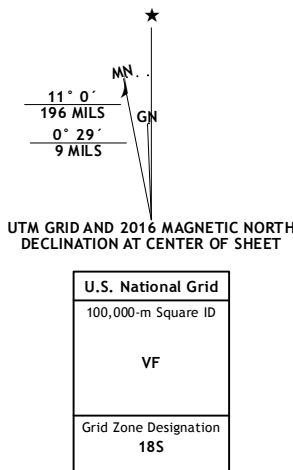 ★
MN
11° 0´
196 MILS
GN
0° 29´
9 MILS
UTM GRID AND 2016 MAGNETIC NORTH
DECLINATION AT CENTER OF SHEET
U.S. National Grid
100,000-m Square ID
VF
Grid Zone Designation
18S